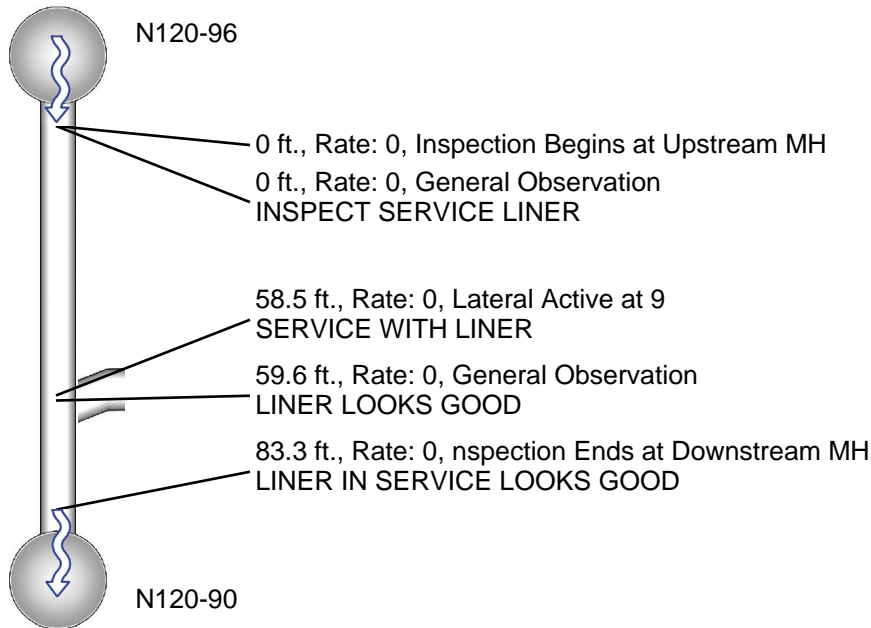 N120-96
0 ft., Rate: 0, Inspection Begins at Upstream MH
0 ft., Rate: 0, General Observation
INSPECT SERVICE LINER
58.5 ft., Rate: 0, Lateral Active at 9
SERVICE WITH LINER
59.6 ft., Rate: 0, General Observation
LINER LOOKS GOOD
83.3 ft., Rate: 0, nspection Ends at Downstream MH
LINER IN SERVICE LOOKS GOOD
N120-90